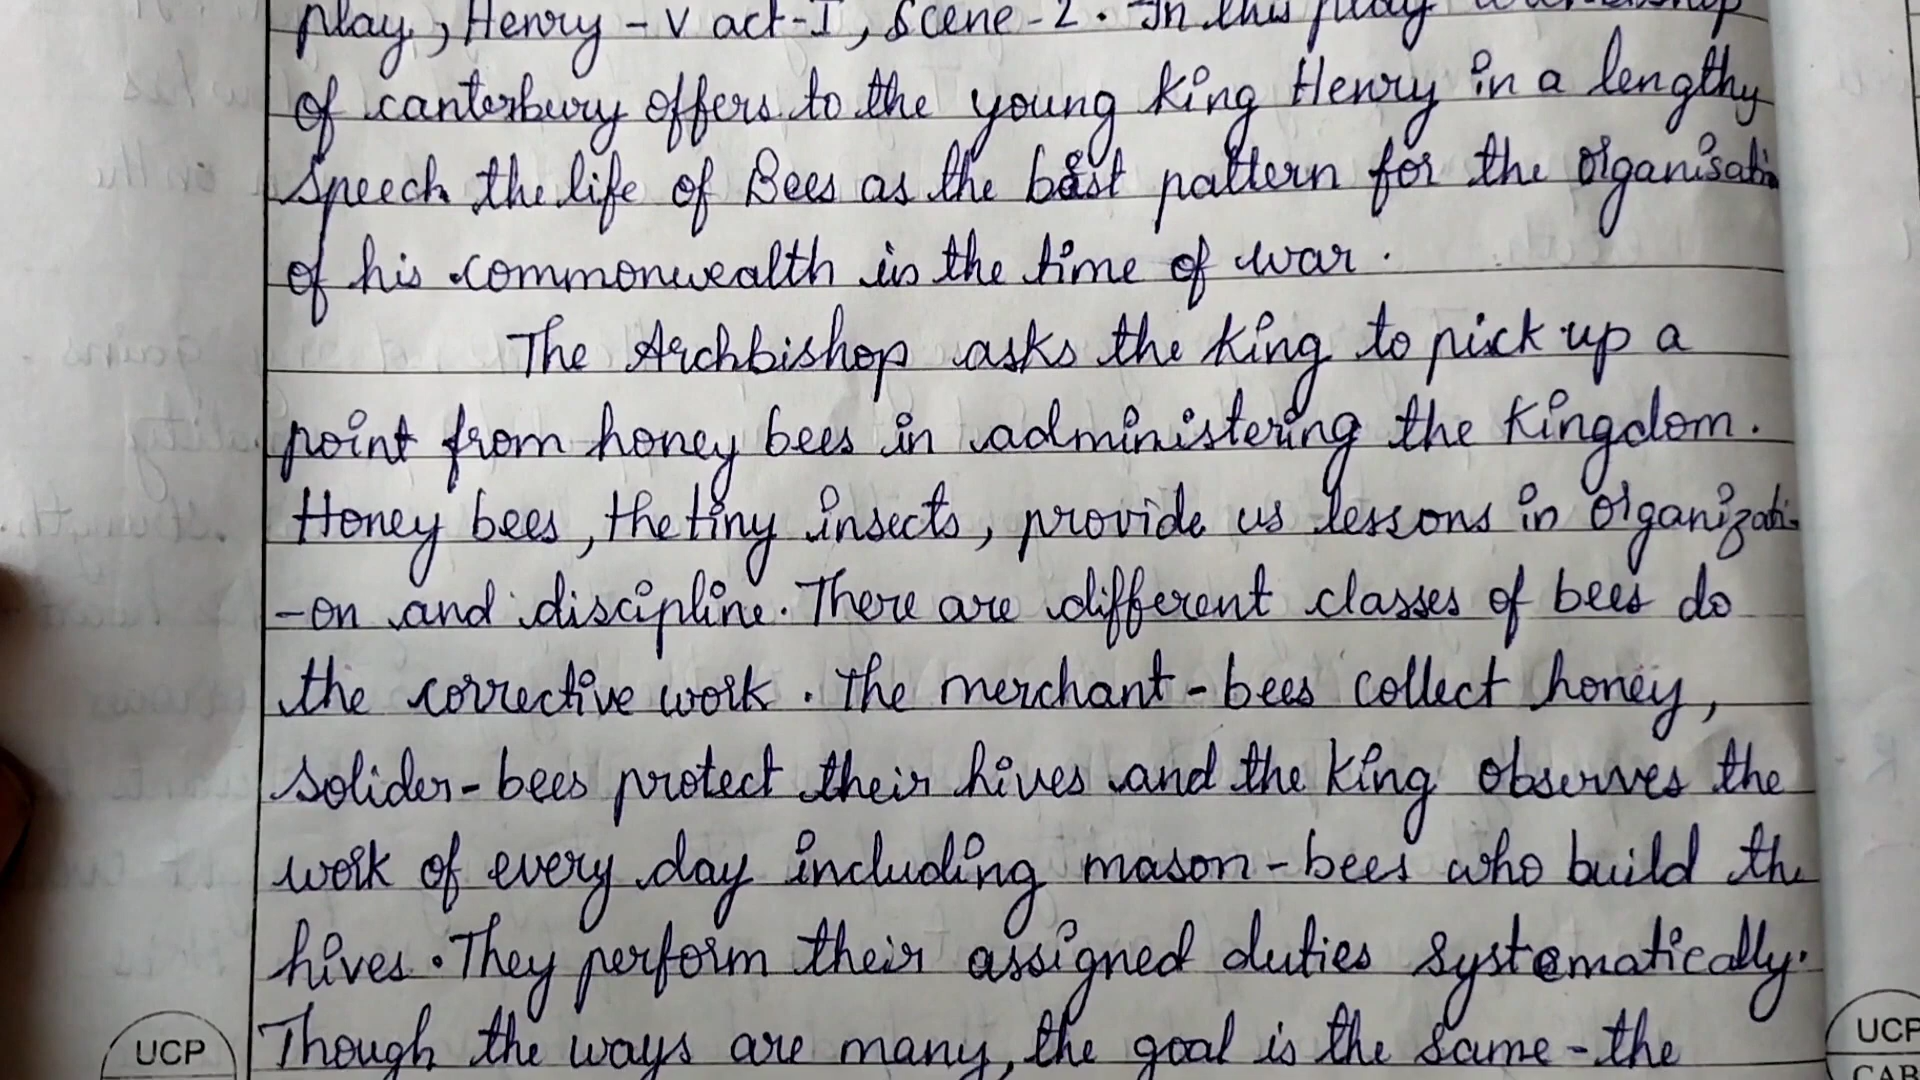 play, Henry - V act-I, Scene-2. In this play
of canterbury offers to the young King Henry in a lengthy
speech the life of Bees as the best pattern for the organisati
of his commonwealth in the time of war.
The Archbishop asks the King to pick up a
point from honey bees in administering the Kingdom.
Honey bees, the tiny insects, provide us lessons in organizati-
-on and discipline. There are different classes of bees do
the corrective work. The merchant-bees collect honey,
solider-bees protect their hives and the King observes the
work of every day including mason-bees who build the
hives. They perform their assigned duties systematically.
Though the ways are many, the goal is the same - the
UCP
UCP
CAB